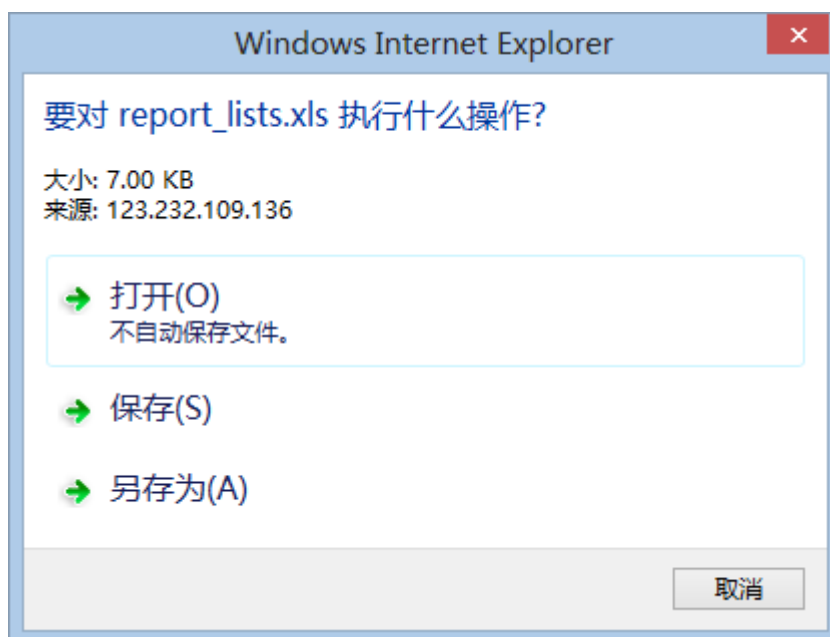 Windows Internet Explorer
要对 report_lists.xls 执行什么操作?
大小: 7.00 KB
来源: 123.232.109.136
打开(O)
不自动保存文件。
保存(S)
另存为(A)
取消